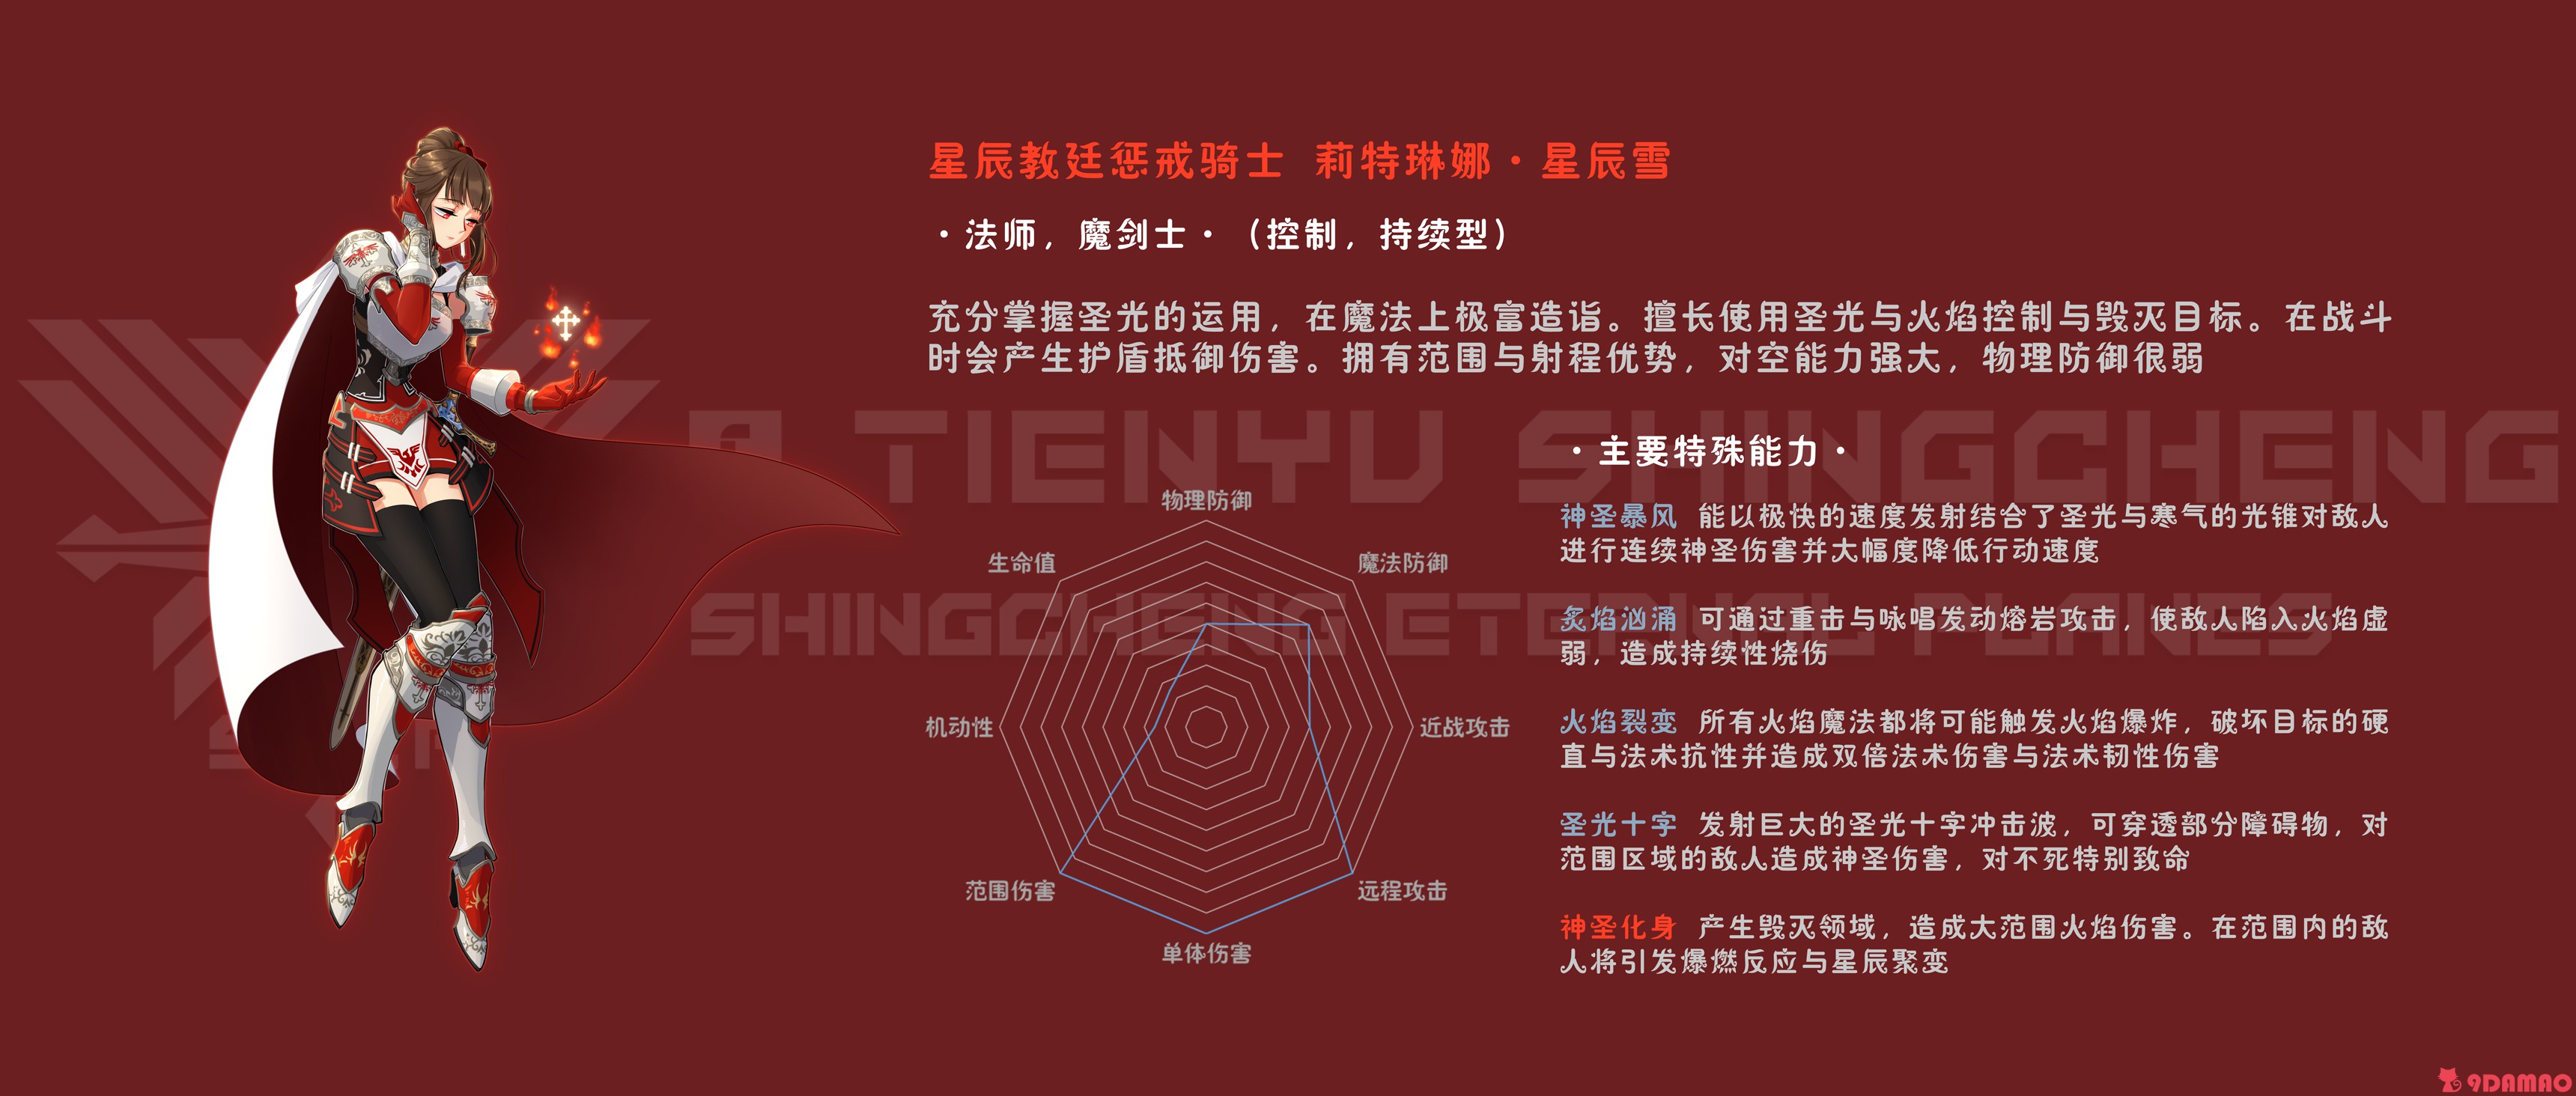 星辰教廷惩戒骑士 莉特琳娜·星辰雪
·法师，魔剑士·（控制，持续型）
充分掌握圣光的运用，在魔法上极富造诣。擅长使用圣光与火焰控制与毁灭目标。在战斗
时会产生护盾抵御伤害。拥有范围与射程优势，对空能力强大，物理防御很弱
A TIENYU SHINGCHENG
SHINGCHENG ETERNAL PLANES
·主要特殊能力·
物理防御
魔法防御
近战攻击
远程攻击
单体伤害
范围伤害
机动性
生命值
神圣暴风 能以极快的速度发射结合了圣光与寒气的光锥对敌人
进行连续神圣伤害并大幅度降低行动速度
炙焰汹涌 可通过重击与咏唱发动熔岩攻击，使敌人陷入火焰虚
弱，造成持续性烧伤
火焰裂变 所有火焰魔法都将可能触发火焰爆炸，破坏目标的硬
直与法术抗性并造成双倍法术伤害与法术韧性伤害
圣光十字 发射巨大的圣光十字冲击波，可穿透部分障碍物，对
范围区域的敌人造成神圣伤害，对不死特别致命
神圣化身 产生毁灭领域，造成大范围火焰伤害。在范围内的敌
人将引发爆燃反应与星辰聚变
9DAMAO